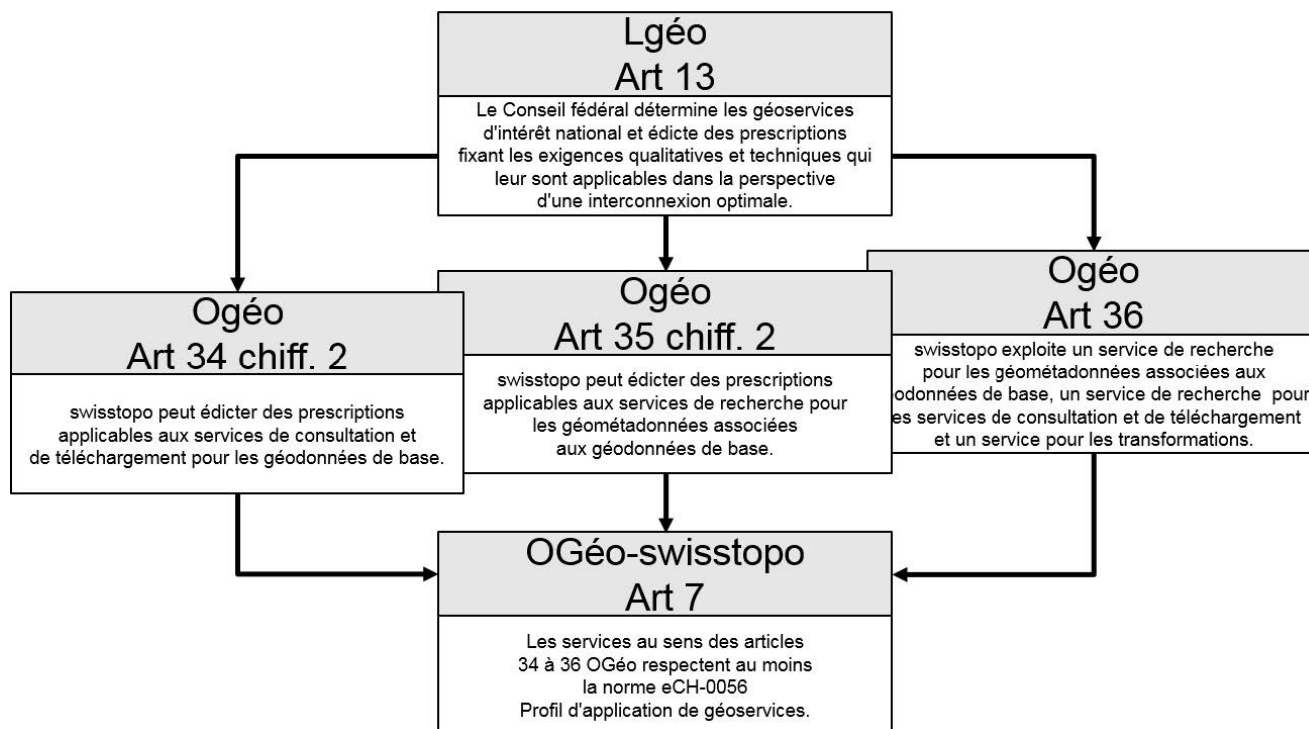 Lgéo
Art 13
Le Conseil fédéral détermine les géoservices
d'intérêt national et édicte des prescriptions
fixant les exigences qualitatives et techniques qui
leur sont applicables dans la perspective
d'une interconnexion optimale.
Ogéo
Art 34 chiff. 2
swisstopo peut édicter des prescriptions
applicables aux services de consultation et
de téléchargement pour les géodonnées de base.
Ogéo
Art 35 chiff. 2
swisstopo peut édicter des prescriptions
applicables aux services de recherche pour
les géométadonnées associées
aux géodonnées de base.
Ogéo
Art 36
swisstopo exploite un service de recherche
pour les géométadonnées associées aux
odonnées de base, un service de recherche pour
es services de consultation et de téléchargement
et un service pour les transformations.
OGéo-swisstopo
Art 7
Les services au sens des articles
34 à 36 OGéo respectent au moins
la norme eCH-0056
Profil d'application de géoservices.